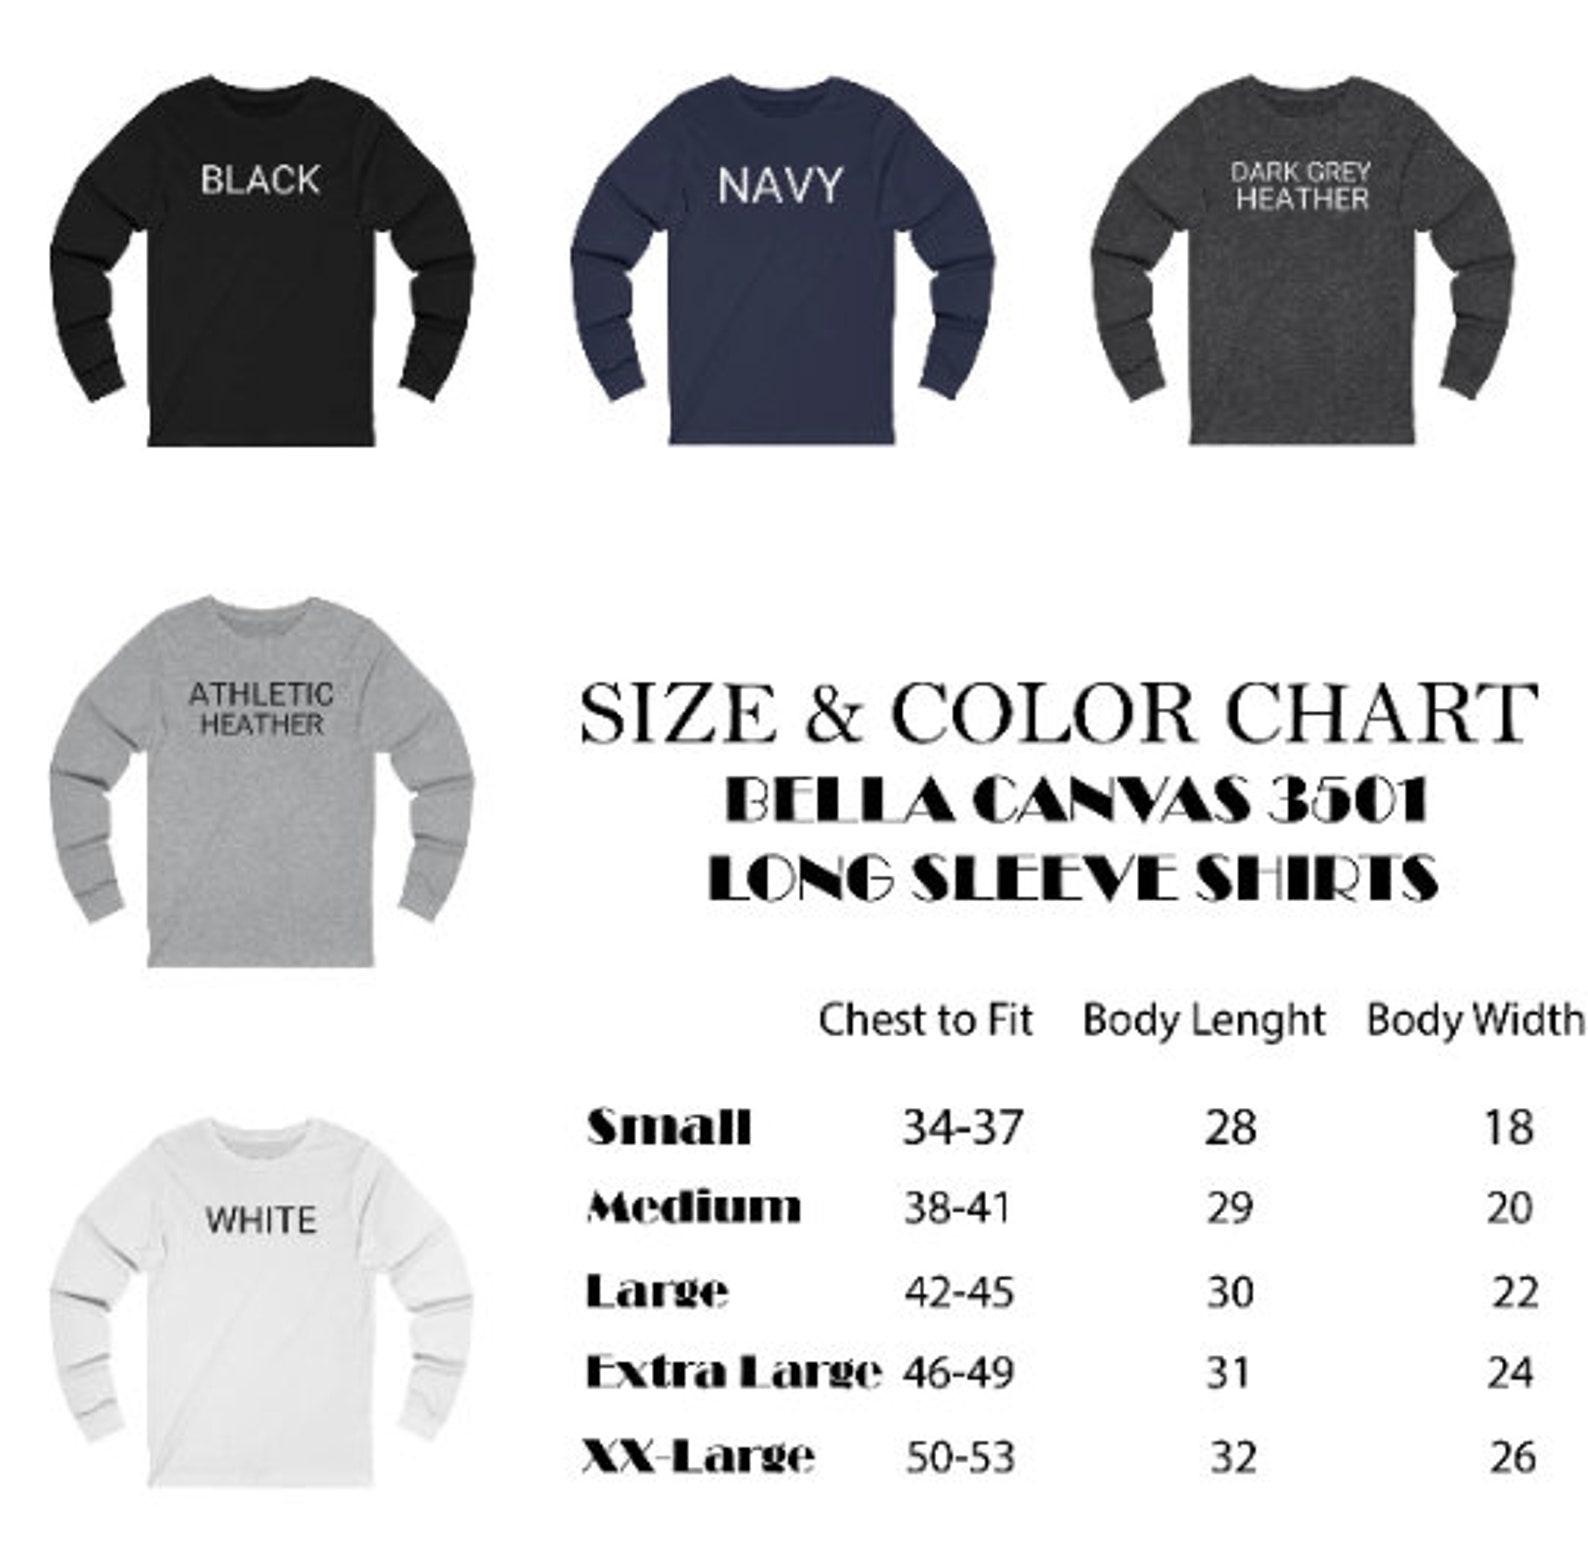 BLACK
NAVY
DARK GREY
HEATHER
ATHLETIC
HEATHER
WHITE
SIZE & COLOR CHART
BELLA CANVAS 3501
LONG SLEEVE SHIRTS
Chest to Fit Body Lenght Body Width
Small 34-37 28 18
Medium 38-41 29 20
Large 42-45 30 22
Extra Large 46-49 31 24
XX-Large 50-53 32 26